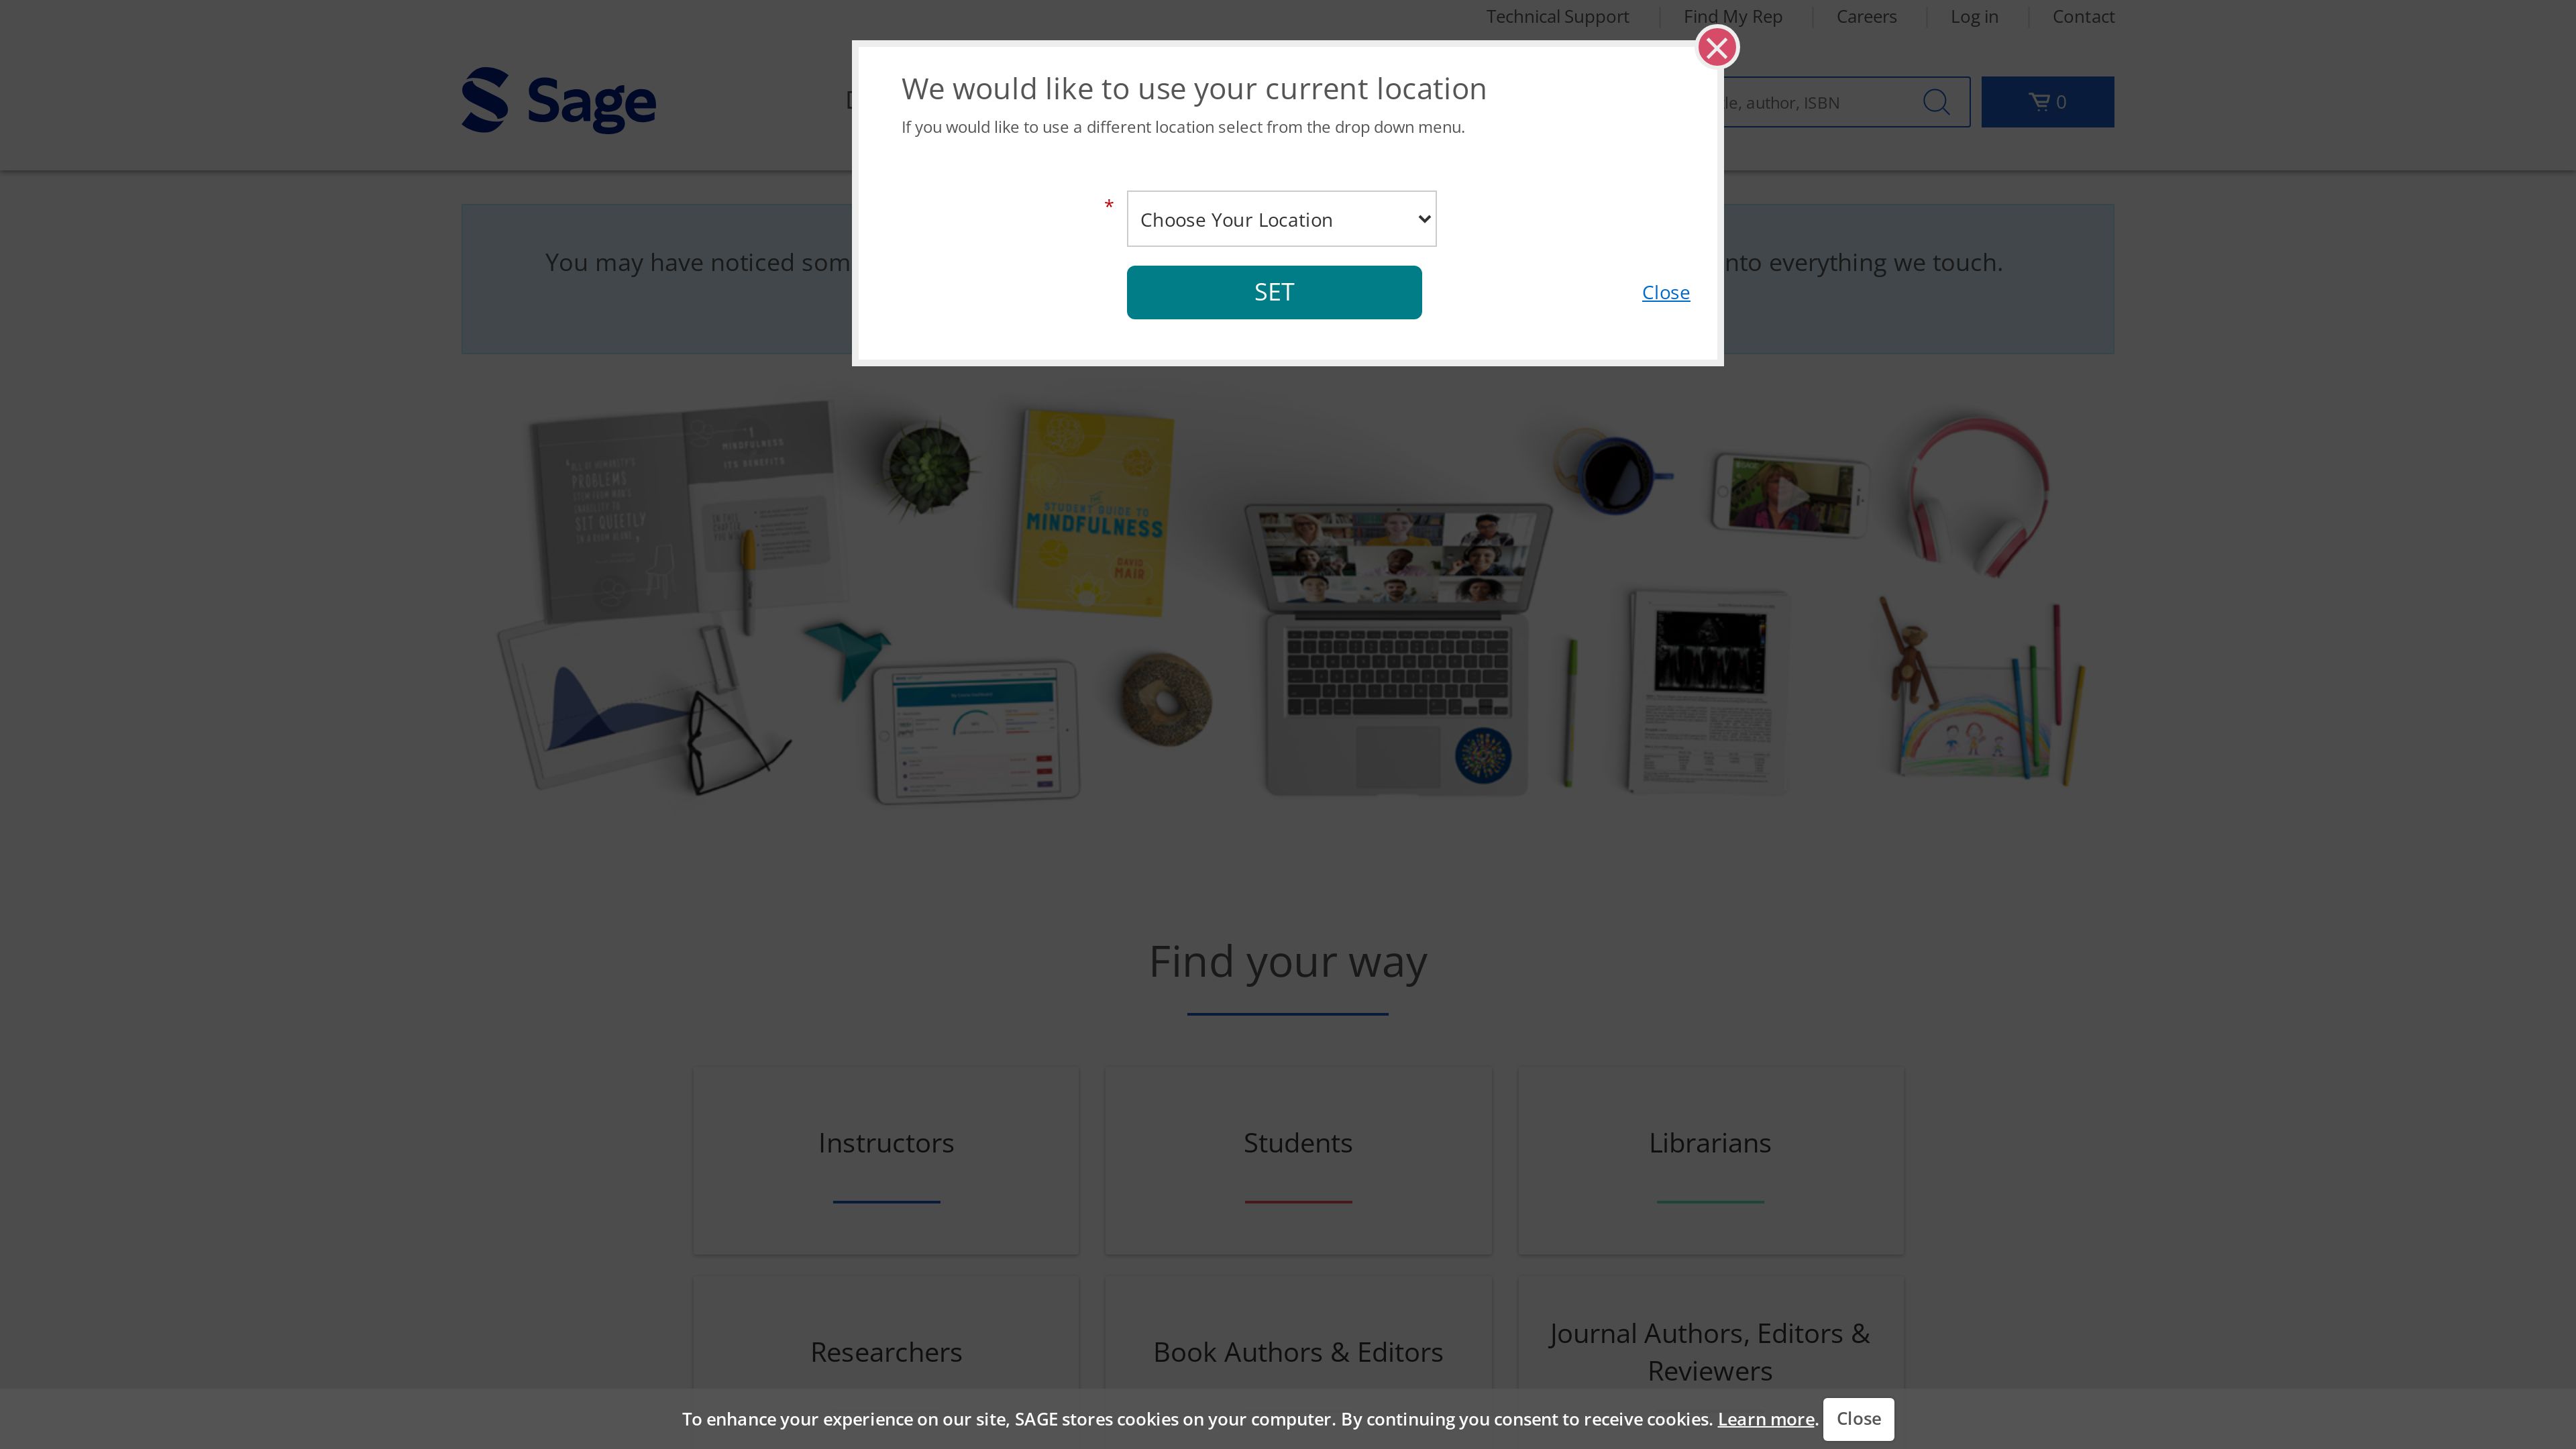 Technical Support
Find My Rep
Careers
Log in
Contact
Sage
We would like to use your current location
If you would like to use a different location select from the drop down menu.
le, author, ISBN
0
*
Choose Your Location
SET
Close
You may have noticed som
nto everything we touch.
MINDFULNESS
ITS BENEFITS
ALL OF HUMANITY'S
PROBLEMS
STEM FROM MAN'S
INABILITY TO
SIT QUIETLY
IN A ROOM ALONE
STUDENT GUIDE TO
MINDFULNESS
DAVID
MAIR
Find your way
Instructors
Students
Librarians
Researchers
Book Authors & Editors
Journal Authors, Editors &
Reviewers
To enhance your experience on our site, SAGE stores cookies on your computer. By continuing you consent to receive cookies. Learn more. Close